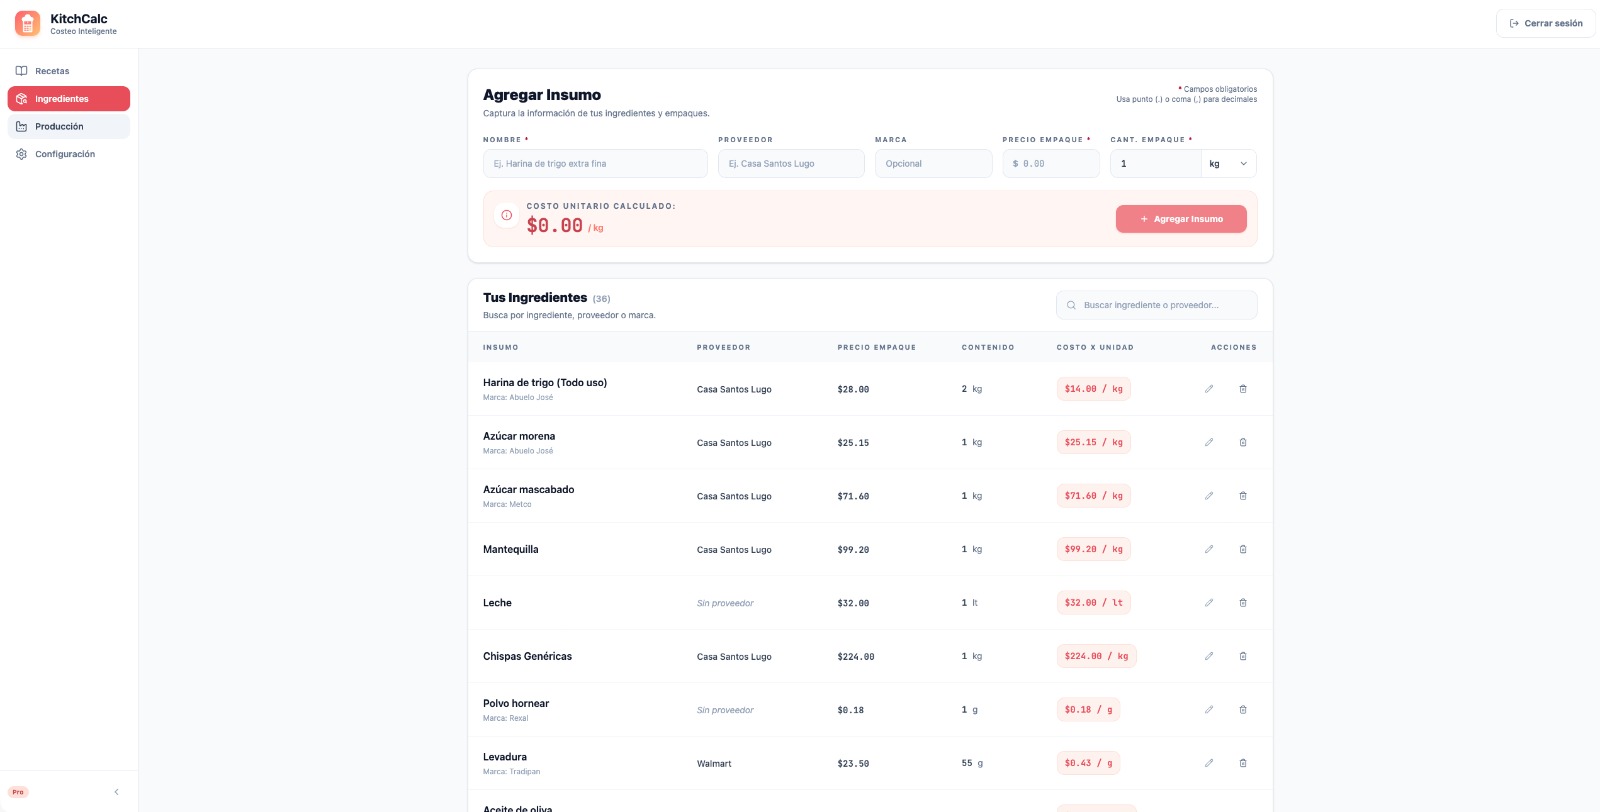 KitchCalc
Costeo Inteligente
Cerrar sesión
Recetas
Ingredientes
Producción
Configuración
Pro
Agregar Insumo
Captura la información de tus ingredientes y empaques.
* Campos obligatorios
Usa punto (.) o coma (,) para decimales
NOMBRE * PROVEEDOR MARCA PRECIO EMPAQUE * CANT. EMPAQUE *
Ej. Harina de trigo extra fina Ej. Casa Santos Lugo Opcional $ 0.00 1 kg
COSTO UNITARIO CALCULADO:
$0.00 / kg
+ Agregar Insumo
Tus Ingredientes (36)
Busca por ingrediente, proveedor o marca.
Buscar ingrediente o proveedor...
INSUMO PROVEEDOR PRECIO EMPAQUE CONTENIDO COSTO X UNIDAD ACCIONES
Harina de trigo (Todo uso) Casa Santos Lugo $28.00 2 kg $14.00 / kg
Marca: Abuelo José
Azúcar morena Casa Santos Lugo $25.15 1 kg $25.15 / kg
Marca: Abuelo José
Azúcar mascabado Casa Santos Lugo $71.60 1 kg $71.60 / kg
Marca: Metco
Mantequilla Casa Santos Lugo $99.20 1 kg $99.20 / kg
Leche Sin proveedor $32.00 1 lt $32.00 / lt
Chispas Genéricas Casa Santos Lugo $224.00 1 kg $224.00 / kg
Polvo hornear Sin proveedor $0.18 1 g $0.18 / g
Marca: Rexal
Levadura Walmart $23.50 55 g $0.43 / g
Marca: Tradipan
Aceite de oliva